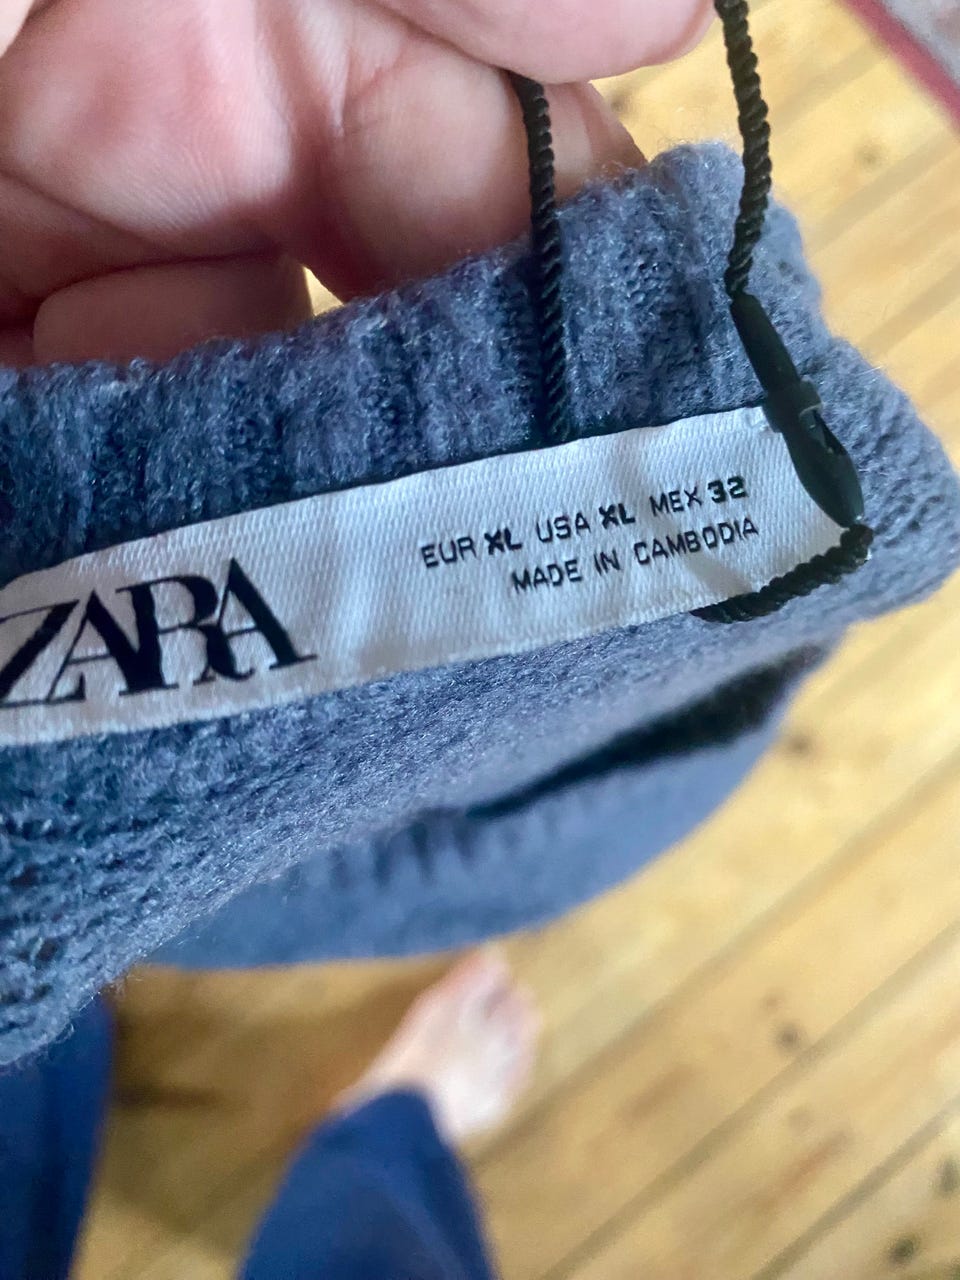 ZARA
EUR XL USA XL MEX 32
MADE IN CAMBODIA